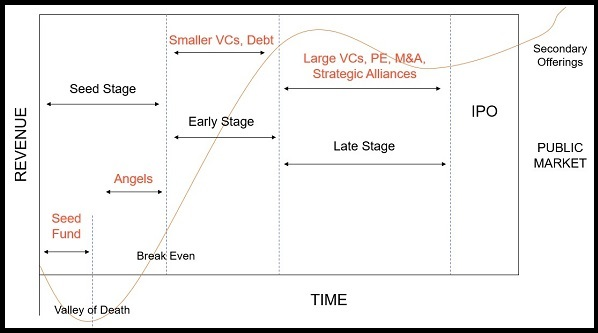 Smaller VCs, Debt
Large VCs, PE, M&A,
Strategic Alliances
Secondary
Offerings
Seed Stage
Early Stage
Late Stage
IPO
PUBLIC
MARKET
REVENUE
Angels
Seed
Fund
Break Even
Valley of Death
TIME